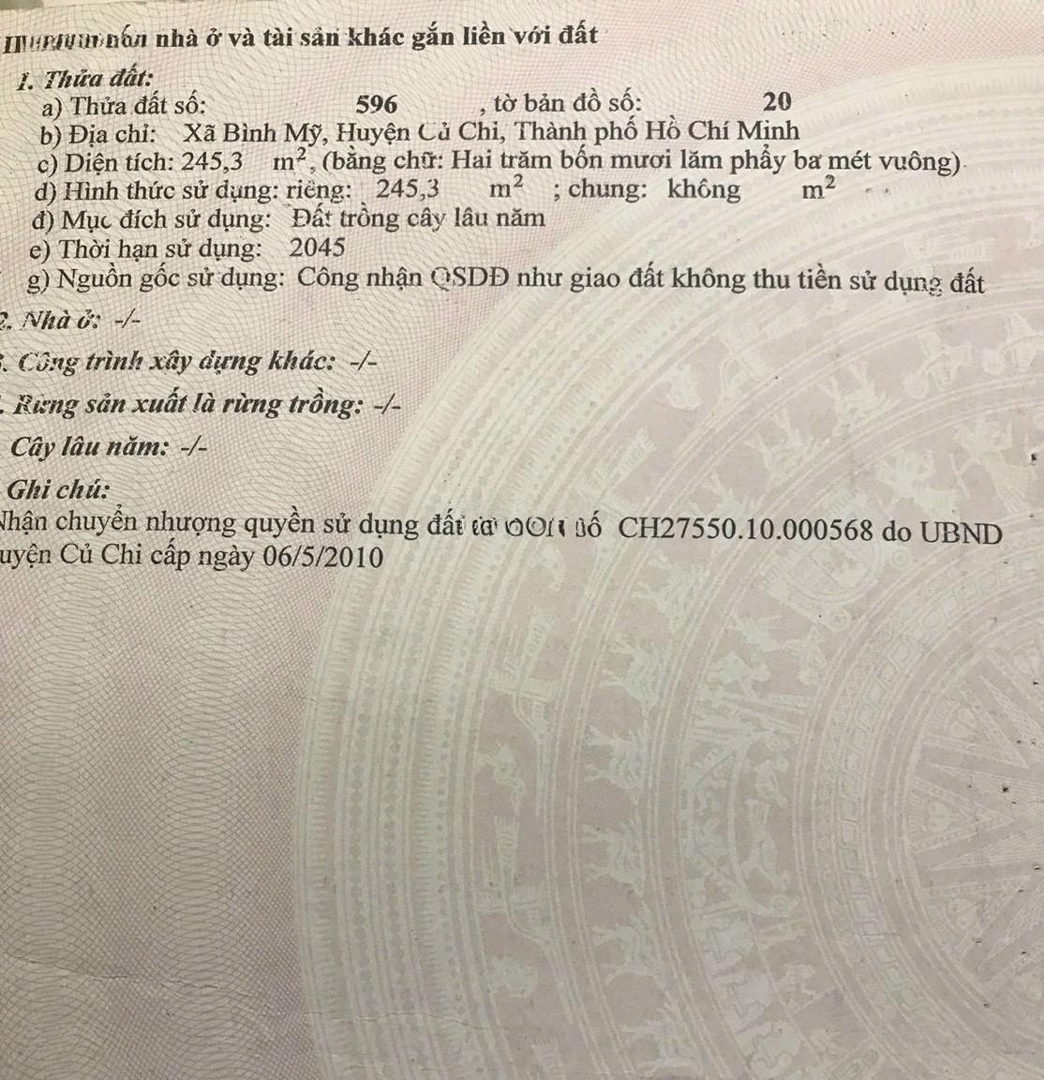 nhà ở và tài sản khác gắn liền với đất
1. Thửa đất:
a) Thửa đất số: 596 , tờ bản đồ số: 20
b) Địa chỉ: Xã Bình Mỹ, Huyện Củ Chi, Thành phố Hồ Chí Minh
c) Diện tích: 245,3 m², (bằng chữ: Hai trăm bốn mươi lăm phẩy ba mét vuông).
d) Hình thức sử dụng: riêng: 245,3 m² ; chung: không m²
đ) Mục đích sử dụng: Đất trồng cây lâu năm
e) Thời hạn sử dụng: 2045
g) Nguồn gốc sử dụng: Công nhận QSDĐ như giao đất không thu tiền sử dụng đất
2. Nhà ở: -/-
. Công trình xây dựng khác: -/-
. Rừng sản xuất là rừng trồng: -/-
Cây lâu năm: -/-
Ghi chú:
Nhận chuyển nhượng quyền sử dụng đất số CH27550.10.000568 do UBND
uyện Củ Chi cấp ngày 06/5/2010